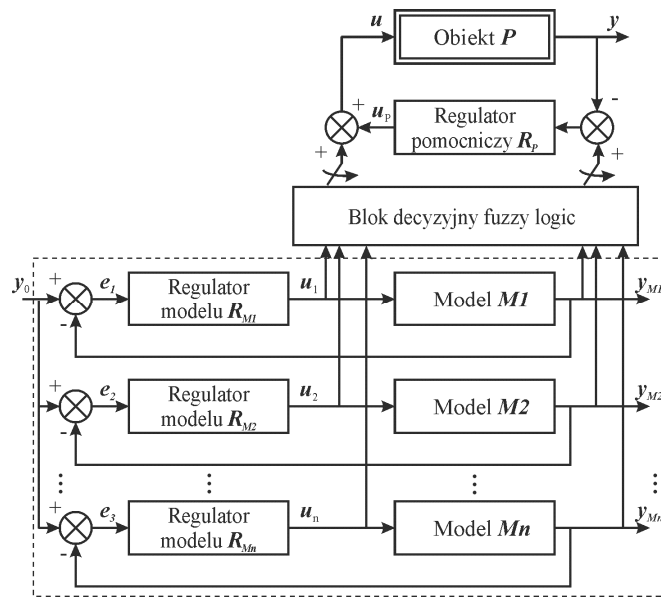 u
Obiekt P
y
+
-
u_P
Regulator
pomocniczy R_P
+
+
Blok decyzyjny fuzzy logic
y_0
+
e_1
Regulator
modelu R_M1
u_1
Model M1
y_M1
-
+
e_2
Regulator
modelu R_M2
u_2
Model M2
y_M2
-
+
e_3
Regulator
modelu R_Mn
u_n
Model Mn
y_Mn
-